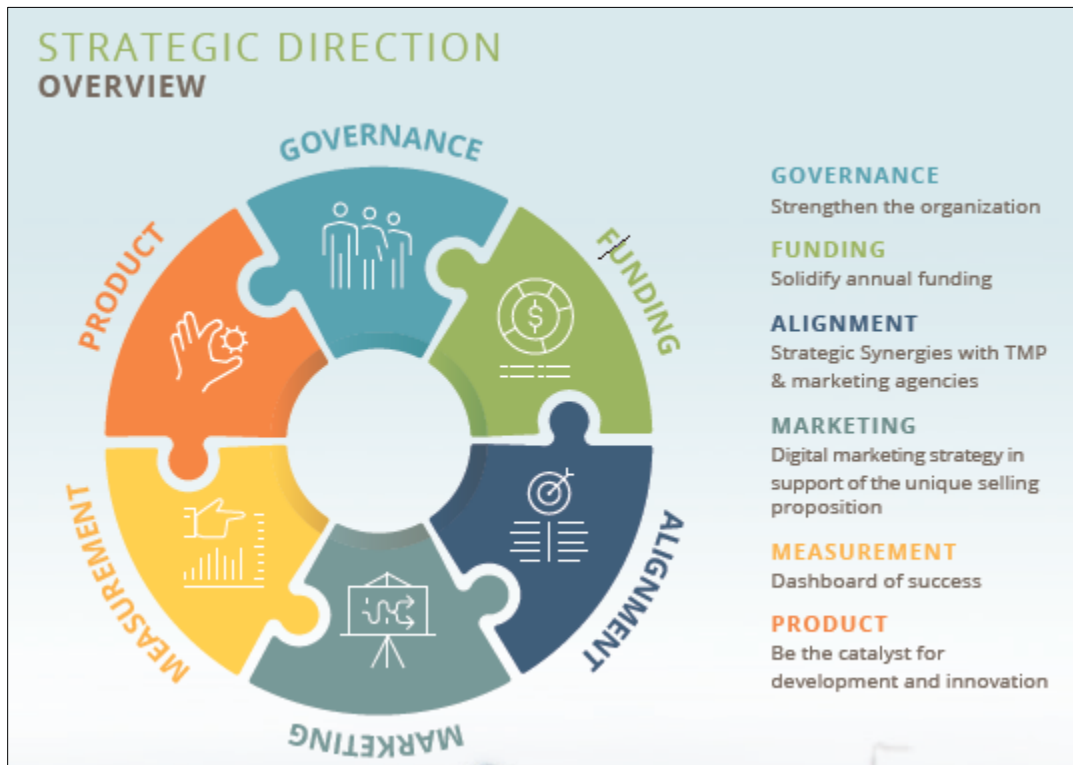 STRATEGIC DIRECTION
OVERVIEW
GOVERNANCE
FUNDING
ALIGNMENT
MARKETING
MEASUREMENT
PRODUCT
$
GOVERNANCE
Strengthen the organization
FUNDING
Solidify annual funding
ALIGNMENT
Strategic Synergies with TMP
& marketing agencies
MARKETING
Digital marketing strategy in
support of the unique selling
proposition
MEASUREMENT
Dashboard of success
PRODUCT
Be the catalyst for
development and innovation